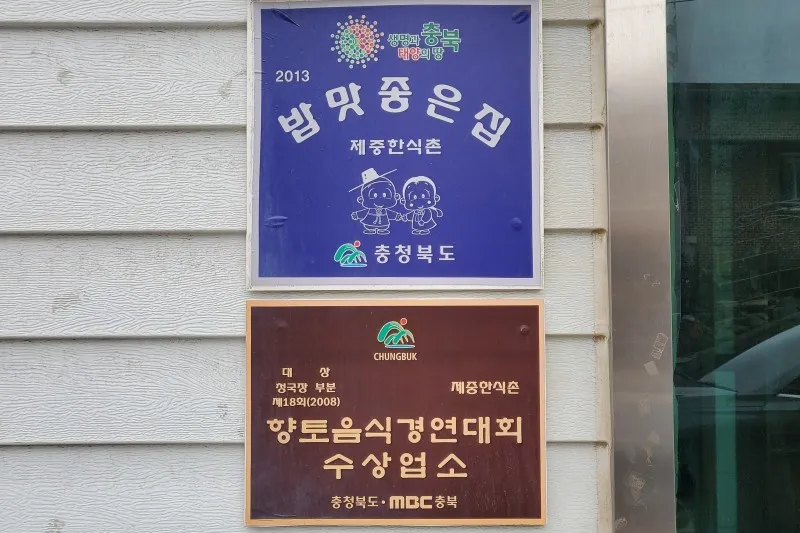 생명과 충북
태양의 땅
2013
밥맛좋은집
제중한식촌
충청북도
CHUNGBUK
대 상
청국장 부분
제18회(2008)
제중한식촌
향토음식경연대회
수상업소
충청북도·MBC충북